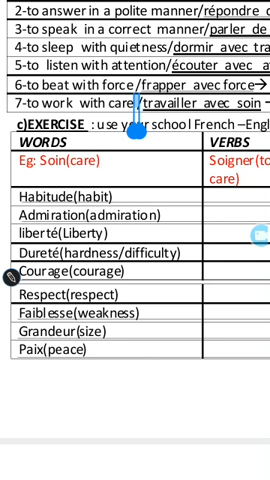 2-to answer in a polite manner/répondre
3-to speak in a correct manner/parler de
4-to sleep with quietness/dormir avec
5- to listen with attention/écouter avec
6-to beat with force /frapper avec force→
7-to work with care/travailler avec soin
c)EXERCISE : use your school French –Engl
WORDS VERBS
Eg: Soin(care) Soigner(to
care)
Habitude(habit)
Admiration(admiration)
liberté(Liberty)
Dureté(hardness/difficulty)
Courage(courage)
Respect(respect)
Faiblesse(weakness)
Grandeur(size)
Paix(peace)